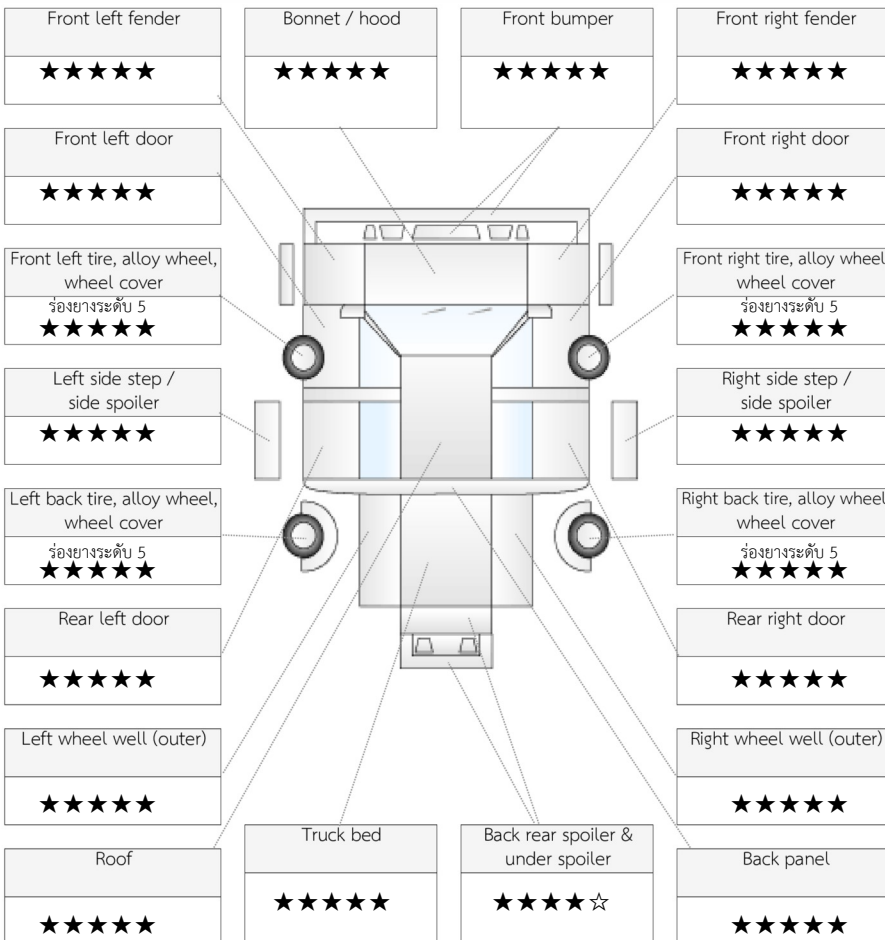 Front left fender
★★★★★
Bonnet / hood
★★★★★
Front bumper
★★★★★
Front right fender
★★★★★
Front left door
★★★★★
Front right door
★★★★★
Front left tire, alloy wheel,
wheel cover
ร่องยางระดับ 5
★★★★★
Front right tire, alloy wheel
wheel cover
ร่องยางระดับ 5
★★★★★
Left side step /
side spoiler
★★★★★
Right side step /
side spoiler
★★★★★
Left back tire, alloy wheel,
wheel cover
ร่องยางระดับ 5
★★★★★
Right back tire, alloy wheel
wheel cover
ร่องยางระดับ 5
★★★★★
Rear left door
★★★★★
Rear right door
★★★★★
Left wheel well (outer)
★★★★★
Right wheel well (outer)
★★★★★
Roof
★★★★★
Truck bed
★★★★★
Back rear spoiler &
under spoiler
★★★★☆
Back panel
★★★★★